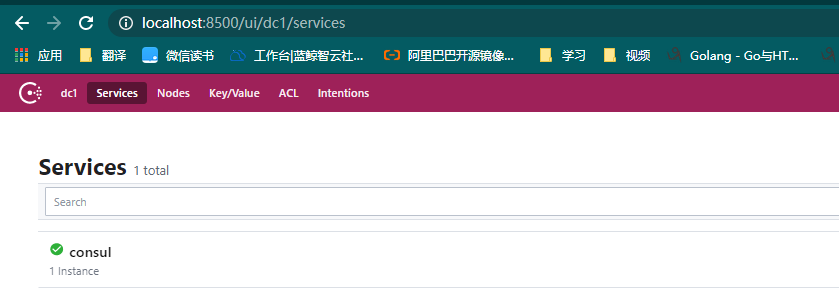 localhost:8500/ui/dc1/services
应用 翻译 微信读书 工作台|蓝鲸智云社... 阿里巴巴开源镜像... 学习 视频 Golang - Go与HT...
dc1 Services Nodes Key/Value ACL Intentions
Services 1 total
Search
consul
1 Instance